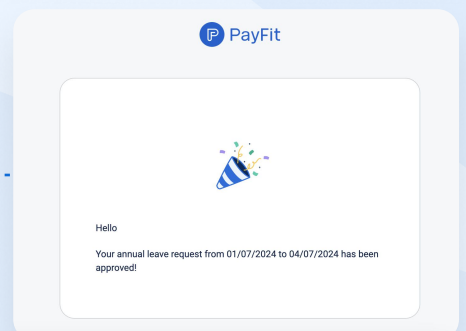 PayFit
Hello
Your annual leave request from 01/07/2024 to 04/07/2024 has been
approved!